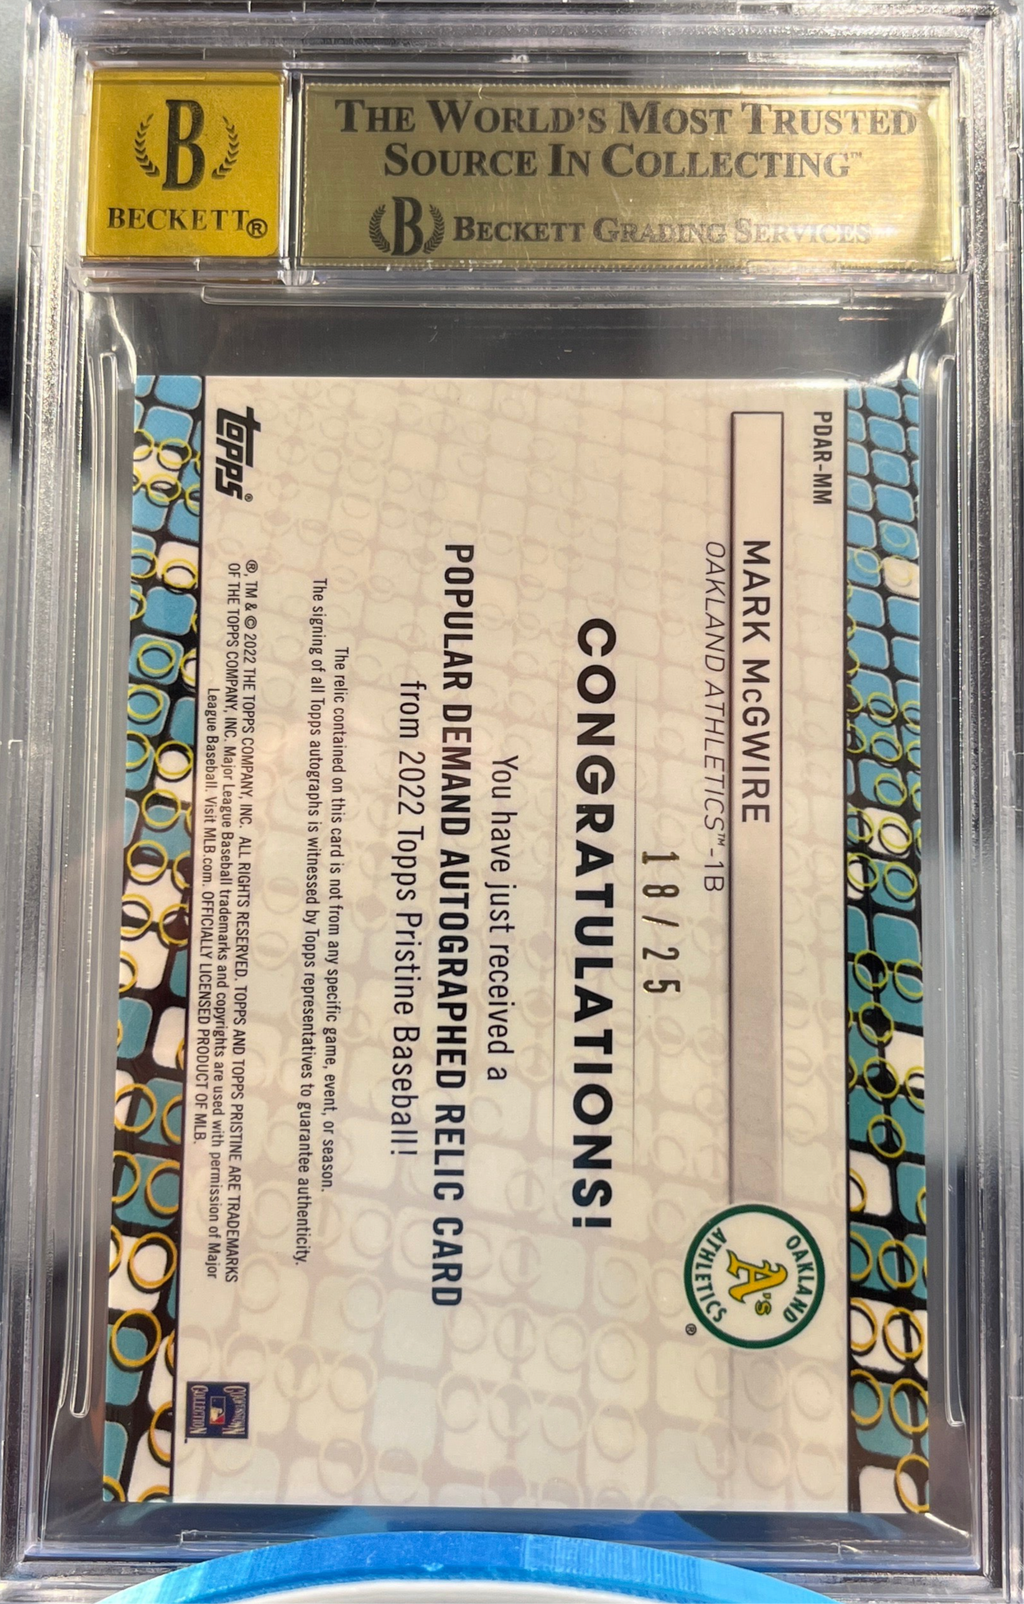 B
BECKETT®
THE WORLD'S MOST TRUSTED
SOURCE IN COLLECTING™
B BECKETT GRADING SERVICES
PDAR-MM
MARK McGWIRE
OAKLAND ATHLETICS™-1B
OAKLAND
A's
ATHLETICS
®
18/25
CONGRATULATIONS!
You have just received a
POPULAR DEMAND AUTOGRAPHED RELIC CARD
from 2022 Topps Pristine Baseball!
The relic contained on this card is not from any specific game, event, or season.
The signing of all Topps autographs is witnessed by Topps representatives to guarantee authenticity.
topps®
®, TM & © 2022 THE TOPPS COMPANY, INC. ALL RIGHTS RESERVED. TOPPS AND TOPPS PRISTINE ARE TRADEMARKS
OF THE TOPPS COMPANY, INC. Major League Baseball trademarks and copyrights are used with permission of Major
League Baseball. Visit MLB.com. OFFICIALLY LICENSED PRODUCT OF MLB.
COOPERSTOWN
COLLECTION™